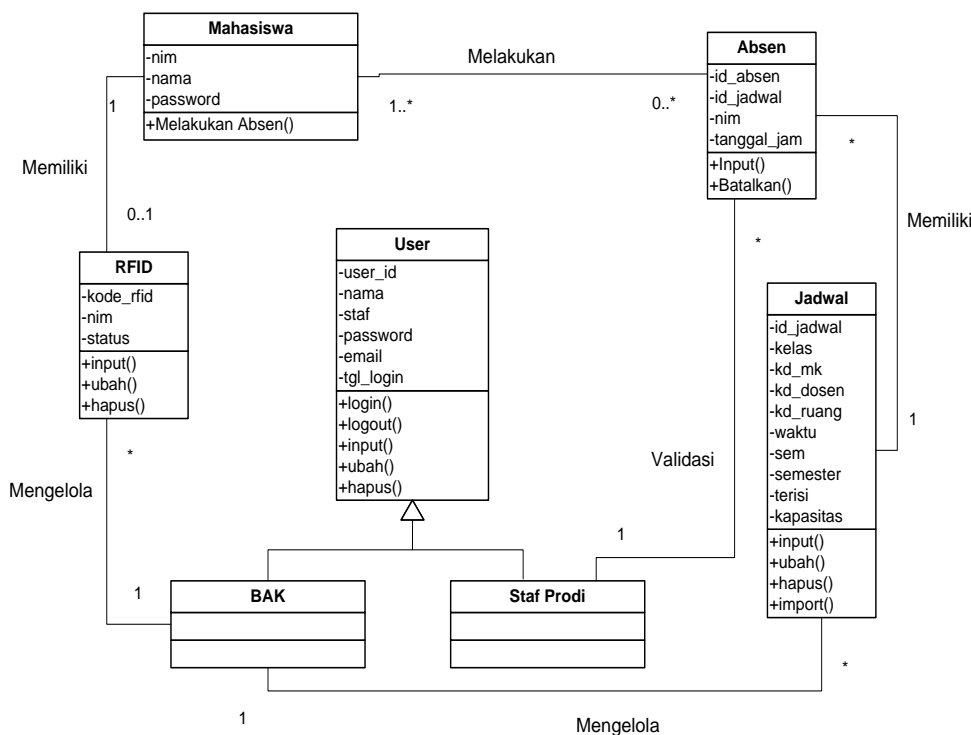 Mahasiswa
-nim
-nama
-password
+Melakukan Absen()
Melakukan
1..*
0..*
Absen
-id_absen
-id_jadwal
-nim
-tanggal_jam
+Input()
+Batalkan()
1
Memiliki
0..1
*
Memiliki
1
*
RFID
-kode_rfid
-nim
-status
+input()
+ubah()
+hapus()
User
-user_id
-nama
-staf
-password
-email
-tgl_login
+login()
+logout()
+input()
+ubah()
+hapus()
Jadwal
-id_jadwal
-kelas
-kd_mk
-kd_dosen
-kd_ruang
-waktu
-sem
-semester
-terisi
-kapasitas
+input()
+ubah()
+hapus()
+import()
*
Mengelola
1
Validasi
1
BAK
Staf Prodi
*
1
Mengelola